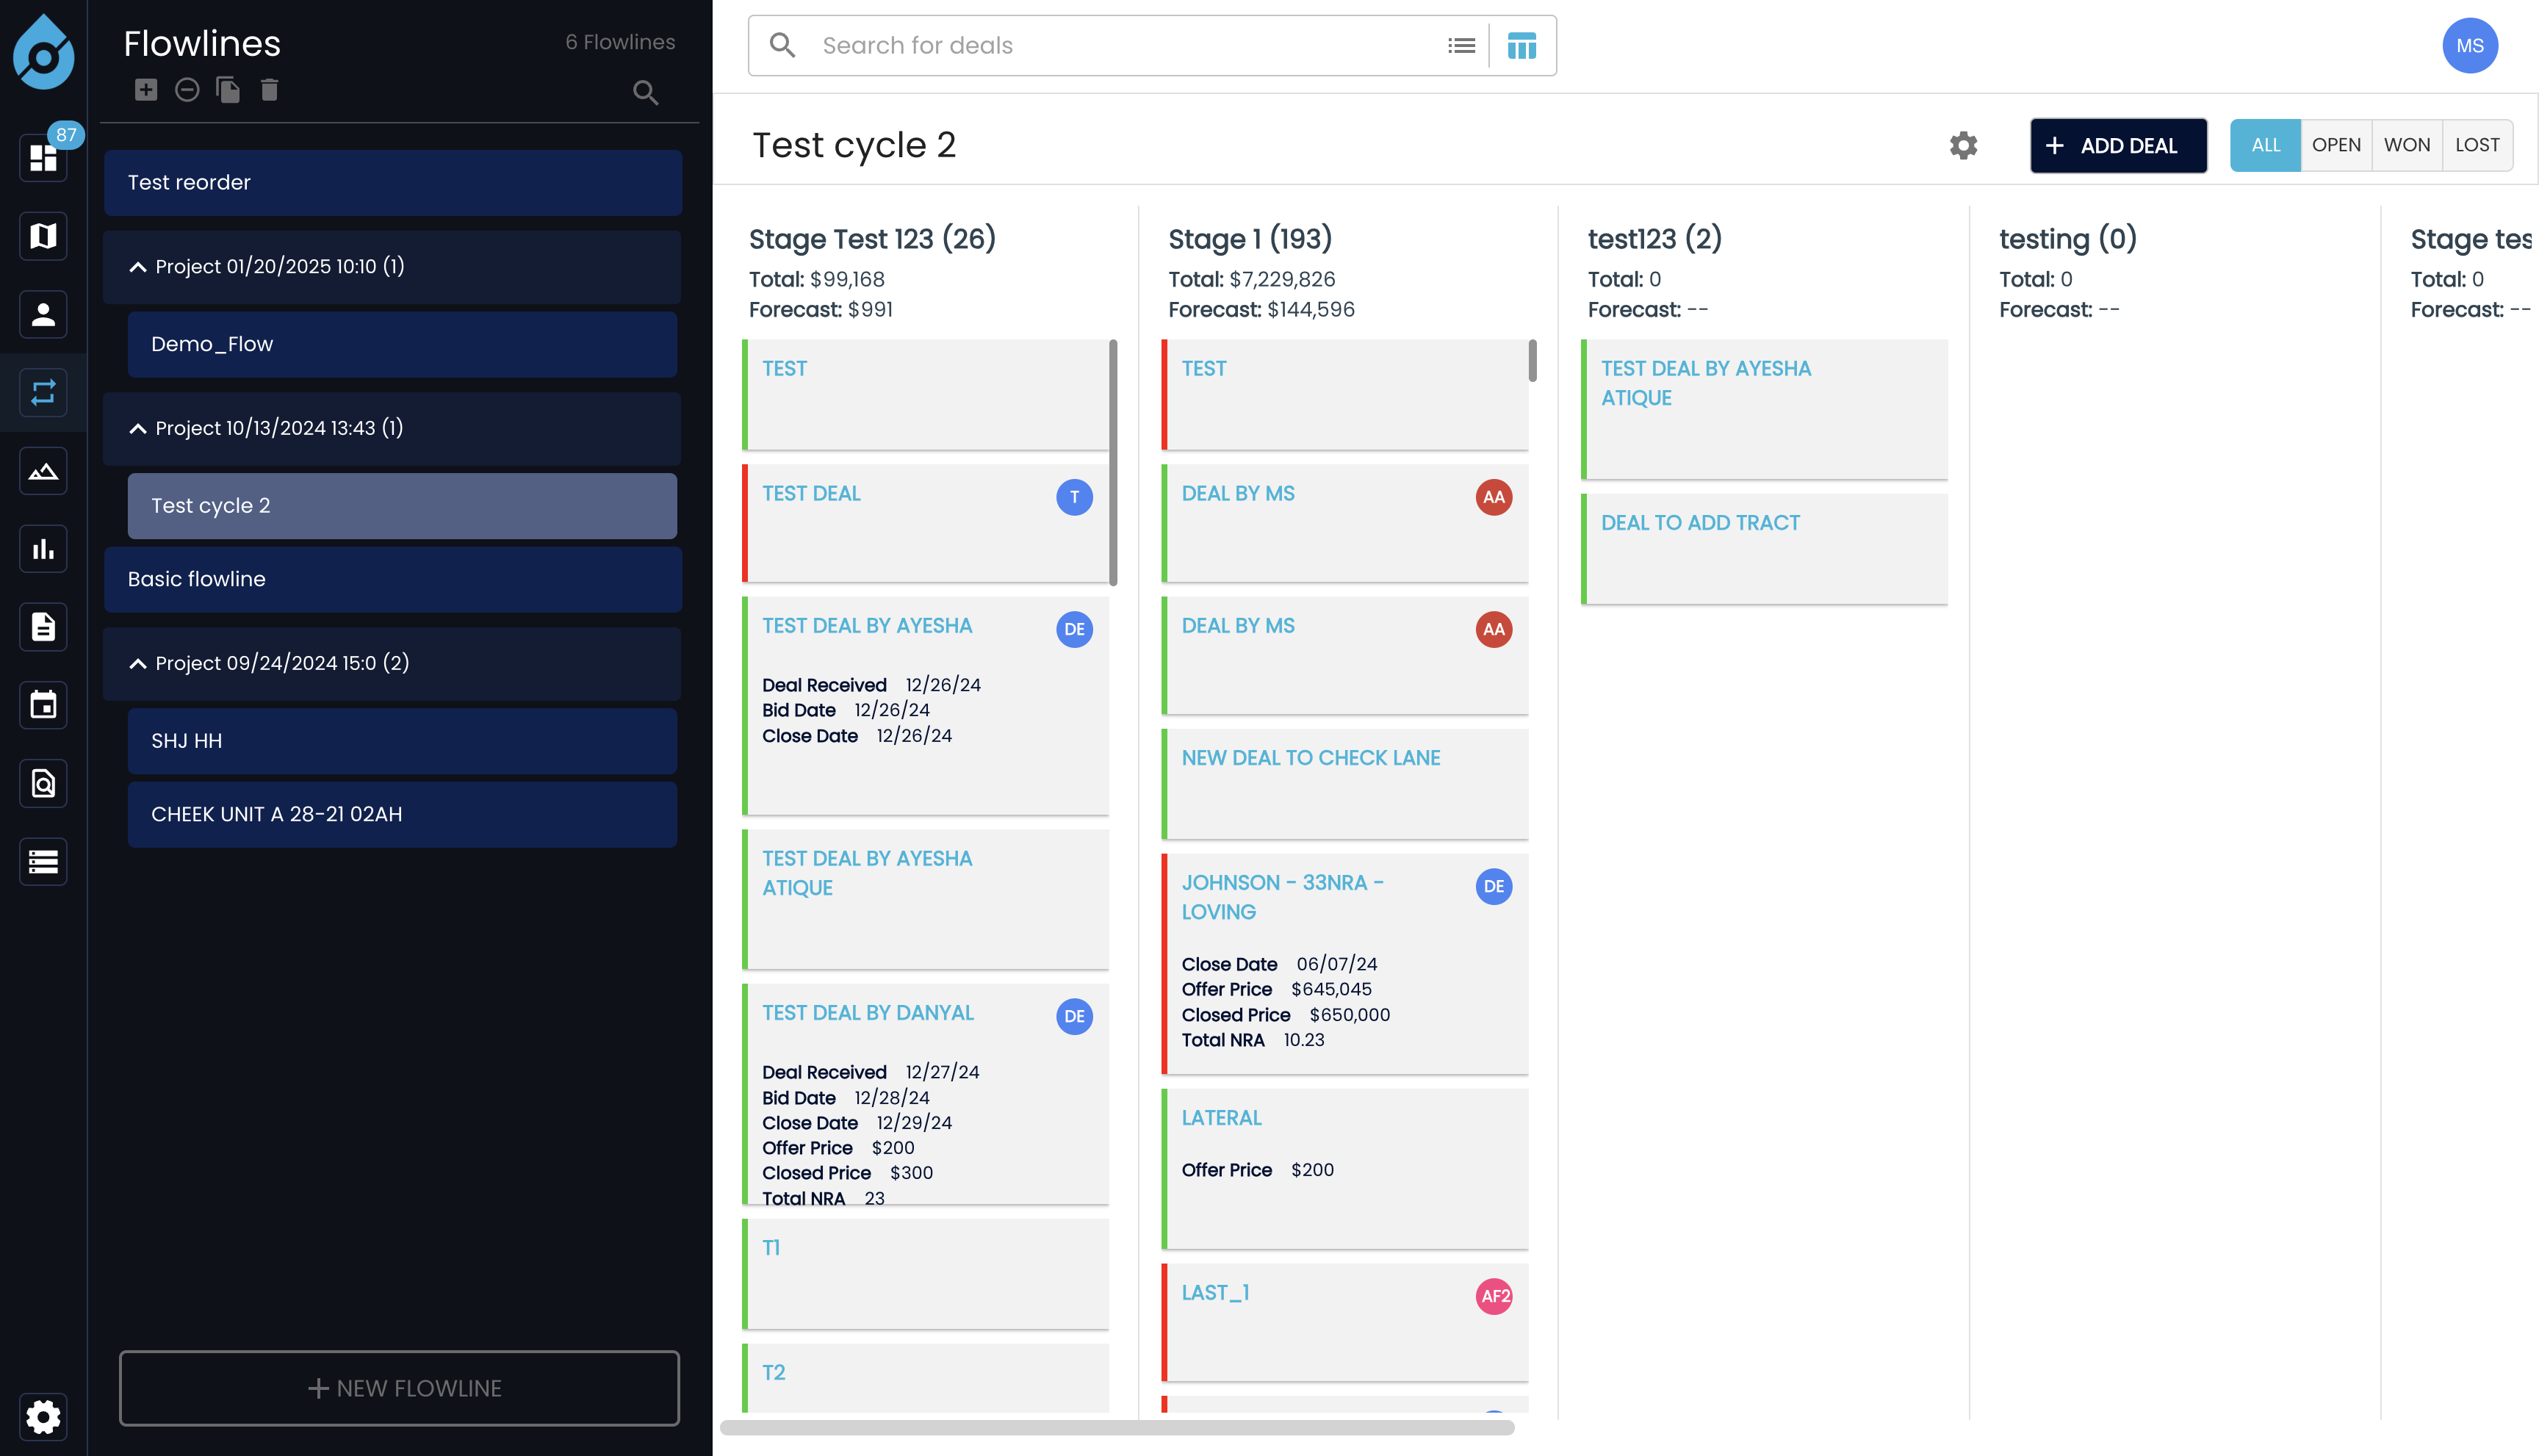 Flowlines
6 Flowlines
87
Test reorder
Project 01/20/2025 10:10 (1)
Demo_Flow
Project 10/13/2024 13:43 (1)
Test cycle 2
Basic flowline
Project 09/24/2024 15:0 (2)
SHJ HH
CHEEK UNIT A 28-21 02AH
NEW FLOWLINE
Search for deals
MS
Test cycle 2
ADD DEAL
ALL
OPEN
WON
LOST
Stage Test 123 (26)
Total: $99,168
Forecast: $991
TEST
TEST DEAL
T
TEST DEAL BY AYESHA
DE
Deal Received 12/26/24
Bid Date 12/26/24
Close Date 12/26/24
TEST DEAL BY AYESHA
ATIQUE
TEST DEAL BY DANYAL
DE
Deal Received 12/27/24
Bid Date 12/28/24
Close Date 12/29/24
Offer Price $200
Closed Price $300
Total NRA 23
T1
T2
Stage 1 (193)
Total: $7,229,826
Forecast: $144,596
TEST
DEAL BY MS
AA
DEAL BY MS
AA
NEW DEAL TO CHECK LANE
JOHNSON - 33NRA -
LOVING
DE
Close Date 06/07/24
Offer Price $645,045
Closed Price $650,000
Total NRA 10.23
LATERAL
Offer Price $200
LAST_1
AF2
test123 (2)
Total: 0
Forecast: --
TEST DEAL BY AYESHA
ATIQUE
DEAL TO ADD TRACT
testing (0)
Total: 0
Forecast: --
Stage tes
Total: 0
Forecast: --